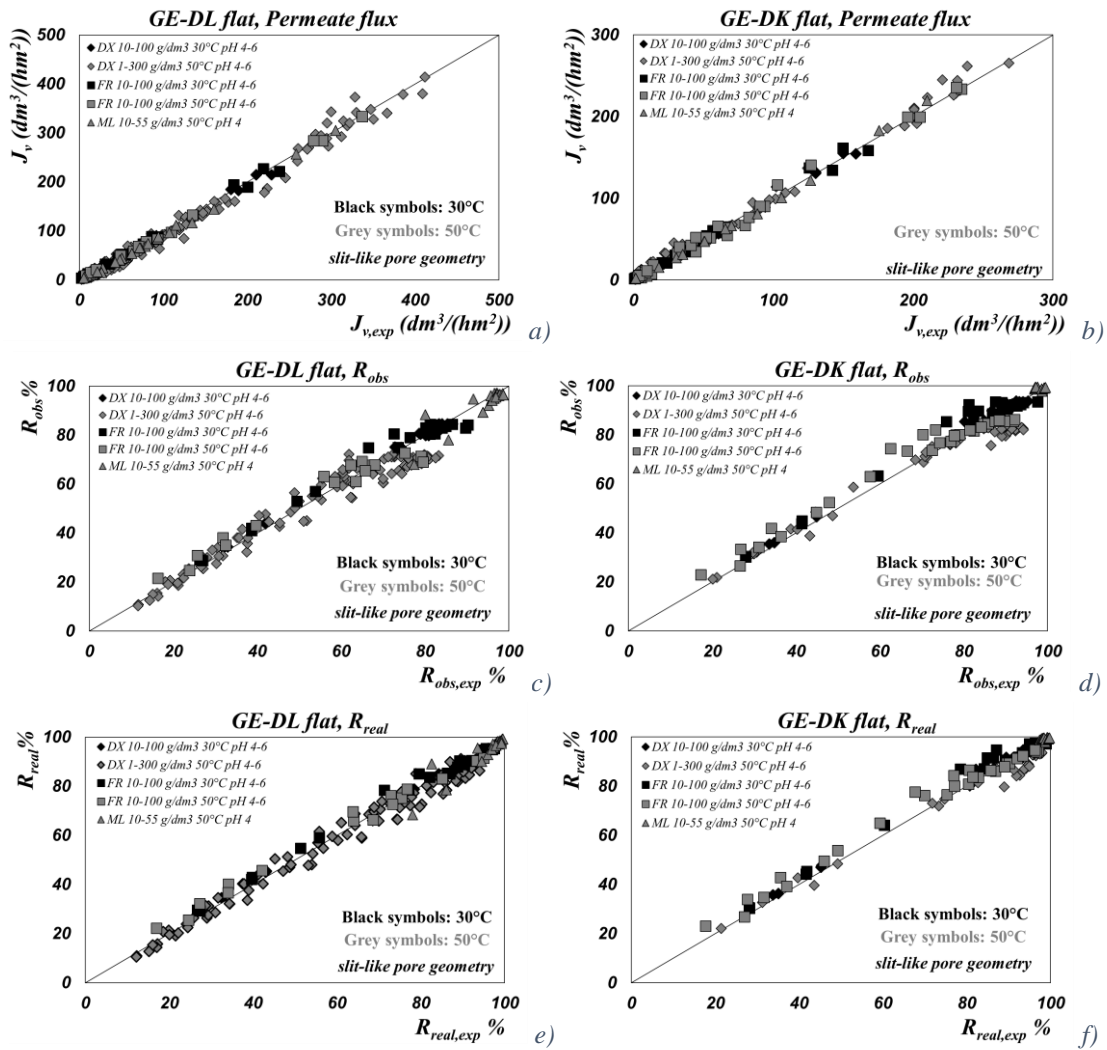 GE-DL flat, Permeate flux
J_v (dm³/(hm²))
500
400
300
200
100
0
DX 10-100 g/dm3 30°C pH 4-6
DX 1-300 g/dm3 50°C pH 4-6
FR 10-100 g/dm3 30°C pH 4-6
FR 10-100 g/dm3 50°C pH 4-6
ML 10-55 g/dm3 50°C pH 4
Black symbols: 30°C
Grey symbols: 50°C
slit-like pore geometry
0 100 200 300 400 500
J_v,exp (dm³/(hm²))
a)
GE-DK flat, Permeate flux
J_v (dm³/(hm²))
300
200
100
0
DX 10-100 g/dm3 30°C pH 4-6
DX 1-300 g/dm3 50°C pH 4-6
FR 10-100 g/dm3 30°C pH 4-6
FR 10-100 g/dm3 50°C pH 4-6
ML 10-55 g/dm3 50°C pH 4
Grey symbols: 50°C
slit-like pore geometry
0 100 200 300
J_v,exp (dm³/(hm²))
b)
GE-DL flat, R_obs
R_obs%
100
80
60
40
20
0
DX 10-100 g/dm3 30°C pH 4-6
DX 1-300 g/dm3 50°C pH 4-6
FR 10-100 g/dm3 30°C pH 4-6
FR 10-100 g/dm3 50°C pH 4-6
ML 10-55 g/dm3 50°C pH 4
Black symbols: 30°C
Grey symbols: 50°C
slit-like pore geometry
0 20 40 60 80 100
R_obs,exp %
c)
GE-DK flat, R_obs
R_obs%
100
80
60
40
20
0
DX 10-100 g/dm3 30°C pH 4-6
DX 1-300 g/dm3 50°C pH 4-6
FR 10-100 g/dm3 30°C pH 4-6
FR 10-100 g/dm3 50°C pH 4-6
ML 10-55 g/dm3 50°C pH 4
Black symbols: 30°C
Grey symbols: 50°C
slit-like pore geometry
0 20 40 60 80 100
R_obs,exp %
d)
GE-DL flat, R_real
R_real%
100
80
60
40
20
0
DX 10-100 g/dm3 30°C pH 4-6
DX 1-300 g/dm3 50°C pH 4-6
FR 10-100 g/dm3 30°C pH 4-6
FR 10-100 g/dm3 50°C pH 4-6
ML 10-55 g/dm3 50°C pH 4
Black symbols: 30°C
Grey symbols: 50°C
slit-like pore geometry
0 20 40 60 80 100
R_real,exp %
e)
GE-DK flat, R_real
R_real%
100
80
60
40
20
0
DX 10-100 g/dm3 30°C pH 4-6
DX 1-300 g/dm3 50°C pH 4-6
FR 10-100 g/dm3 30°C pH 4-6
FR 10-100 g/dm3 50°C pH 4-6
ML 10-55 g/dm3 50°C pH 4
Black symbols: 30°C
Grey symbols: 50°C
slit-like pore geometry
0 20 40 60 80 100
R_real,exp %
f)